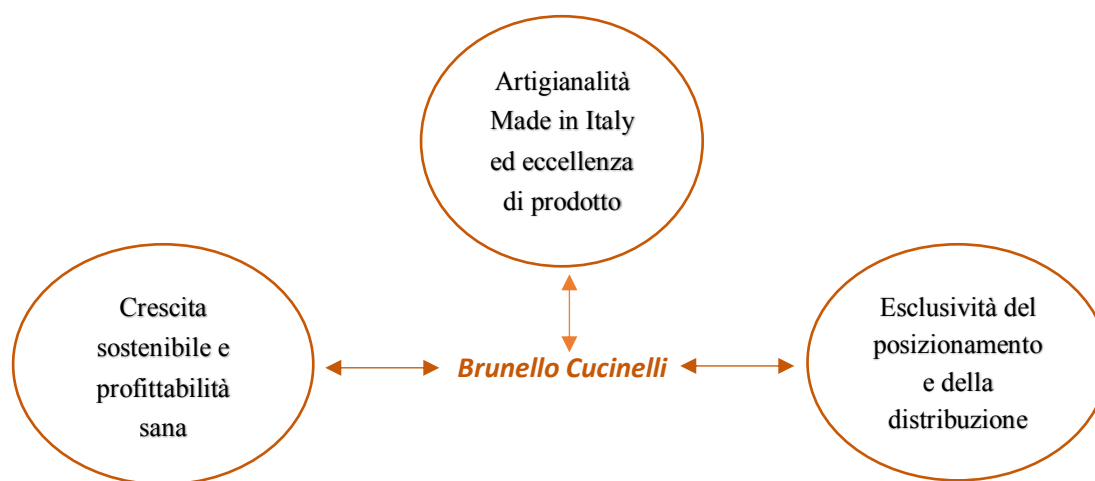 Artigianalità
Made in Italy
ed eccellenza
di prodotto
Crescita
sostenibile e
profittabilità
sana
Brunello Cucinelli
Esclusività del
posizionamento
e della
distribuzione